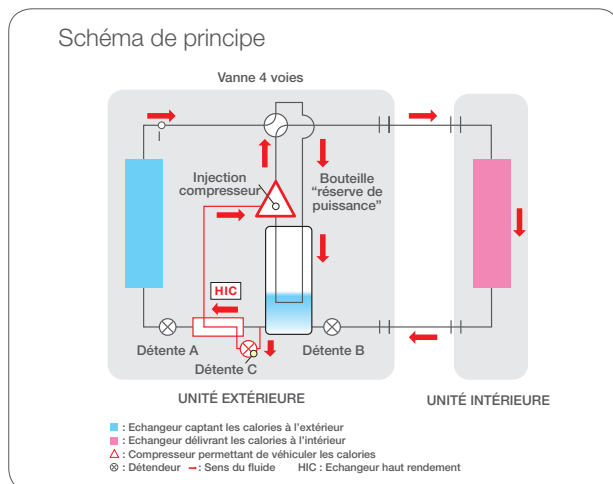 Schéma de principe
Vanne 4 voies
Injection
compresseur
Bouteille
“réserve de
puissance”
HIC
Détente A
Détente B
Détente C
UNITÉ EXTÉRIEURE
UNITÉ INTÉRIEURE
: Echangeur captant les calories à l'extérieur
: Echangeur délivrant les calories à l'intérieur
: Compresseur permettant de véhiculer les calories
: Détendeur : Sens du fluide HIC : Echangeur haut rendement